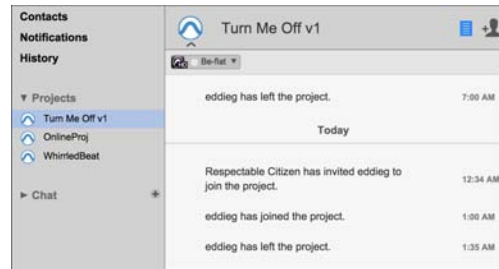 Contacts
Notifications
History
▼ Projects
Turn Me Off v1
OnlineProj
WhirrledBeat
► Chat +
Turn Me Off v1
Be-flat ▼
eddieg has left the project. 7:00 AM
Today
Respectable Citizen has invited eddieg to
join the project. 12:34 AM
eddieg has joined the project. 1:00 AM
eddieg has left the project. 1:35 AM